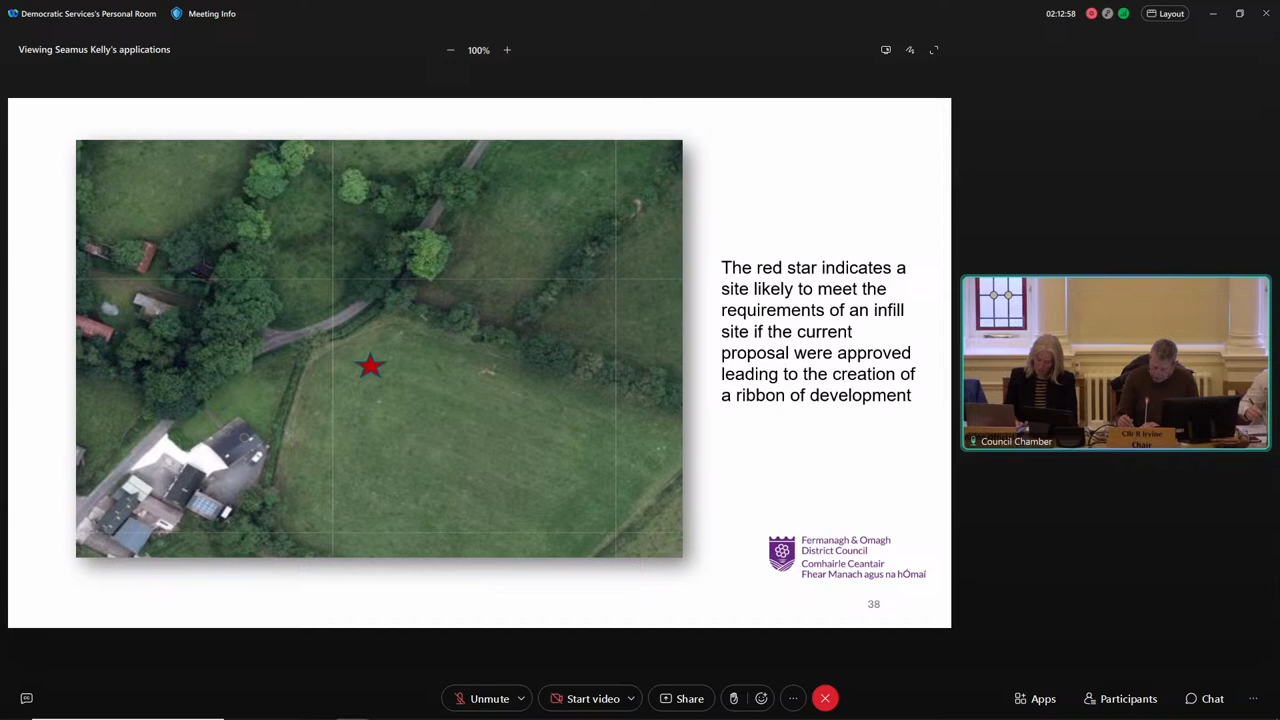 Democratic Services's Personal Room
Meeting Info
02:12:58
Layout
Viewing Seamus Kelly's applications
100%
The red star indicates a
site likely to meet the
requirements of an infill
site if the current
proposal were approved
leading to the creation of
a ribbon of development
Cllr R Irvine
Chair
Council Chamber
Fermanagh & Omagh
District Council
Comhairle Ceantair
Fhear Manach agus na hÓmaí
38
Unmute
Start video
Share
Apps
Participants
Chat